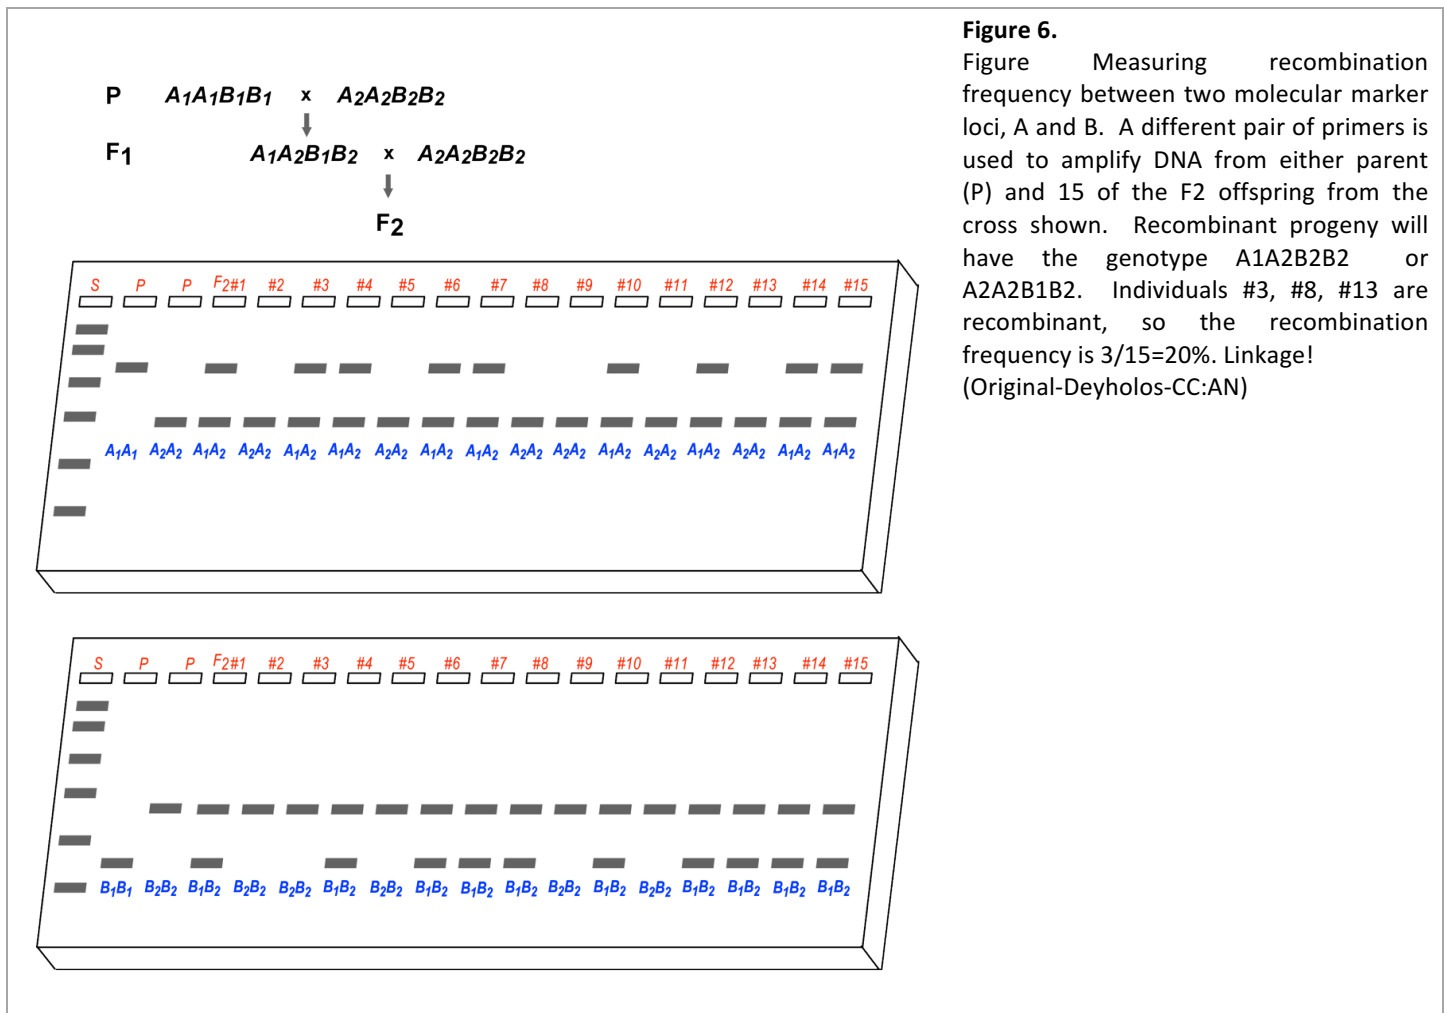 P A1A1B1B1 x A2A2B2B2
F1 A1A2B1B2 x A2A2B2B2
F2
S P P F2#1 #2 #3 #4 #5 #6 #7 #8 #9 #10 #11 #12 #13 #14 #15
A1A1 A2A2 A1A2 A2A2 A1A2 A1A2 A2A2 A1A2 A1A2 A2A2 A2A2 A1A2 A2A2 A1A2 A2A2 A1A2 A1A2
S P P F2#1 #2 #3 #4 #5 #6 #7 #8 #9 #10 #11 #12 #13 #14 #15
B1B1 B2B2 B1B2 B2B2 B2B2 B1B2 B2B2 B1B2 B1B2 B1B2 B2B2 B1B2 B2B2 B1B2 B1B2 B1B2 B1B2
Figure 6.
Figure Measuring recombination
frequency between two molecular marker
loci, A and B. A different pair of primers is
used to amplify DNA from either parent
(P) and 15 of the F2 offspring from the
cross shown. Recombinant progeny will
have the genotype A1A2B2B2 or
A2A2B1B2. Individuals #3, #8, #13 are
recombinant, so the recombination
frequency is 3/15=20%. Linkage!
(Original-Deyholos-CC:AN)